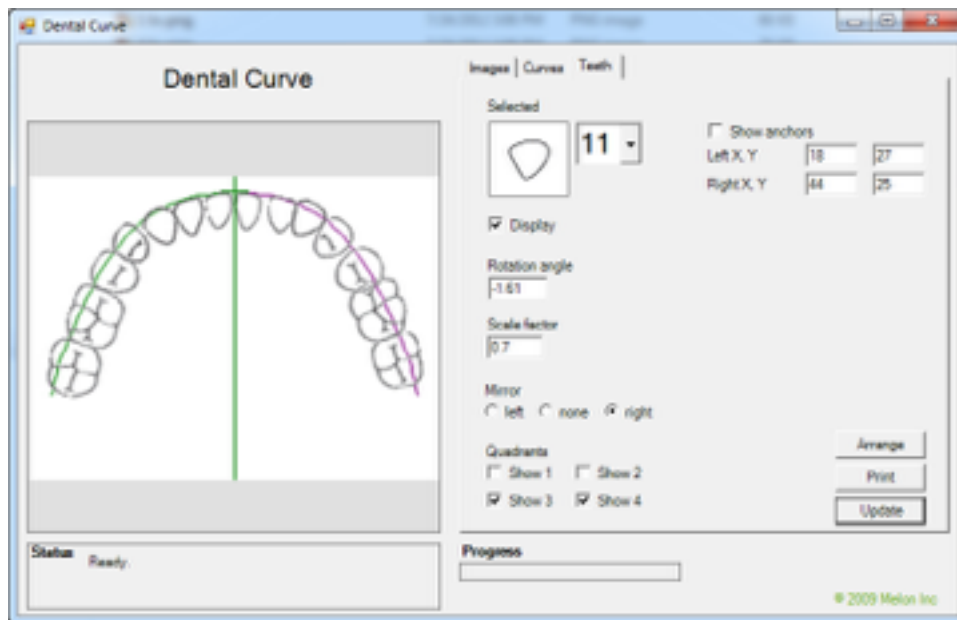 Dental Curve
Dental Curve
Images Curves Teeth
Selected
11
Show anchors
Left X, Y 18 27
Right X, Y 44 25
Display
Rotation angle
-1.61
Scale factor
0.7
Mirror
left none right
Quadrants
Show 1 Show 2
Show 3 Show 4
Arrange
Print
Update
Status
Ready.
Progress
© 2009 Melon Inc